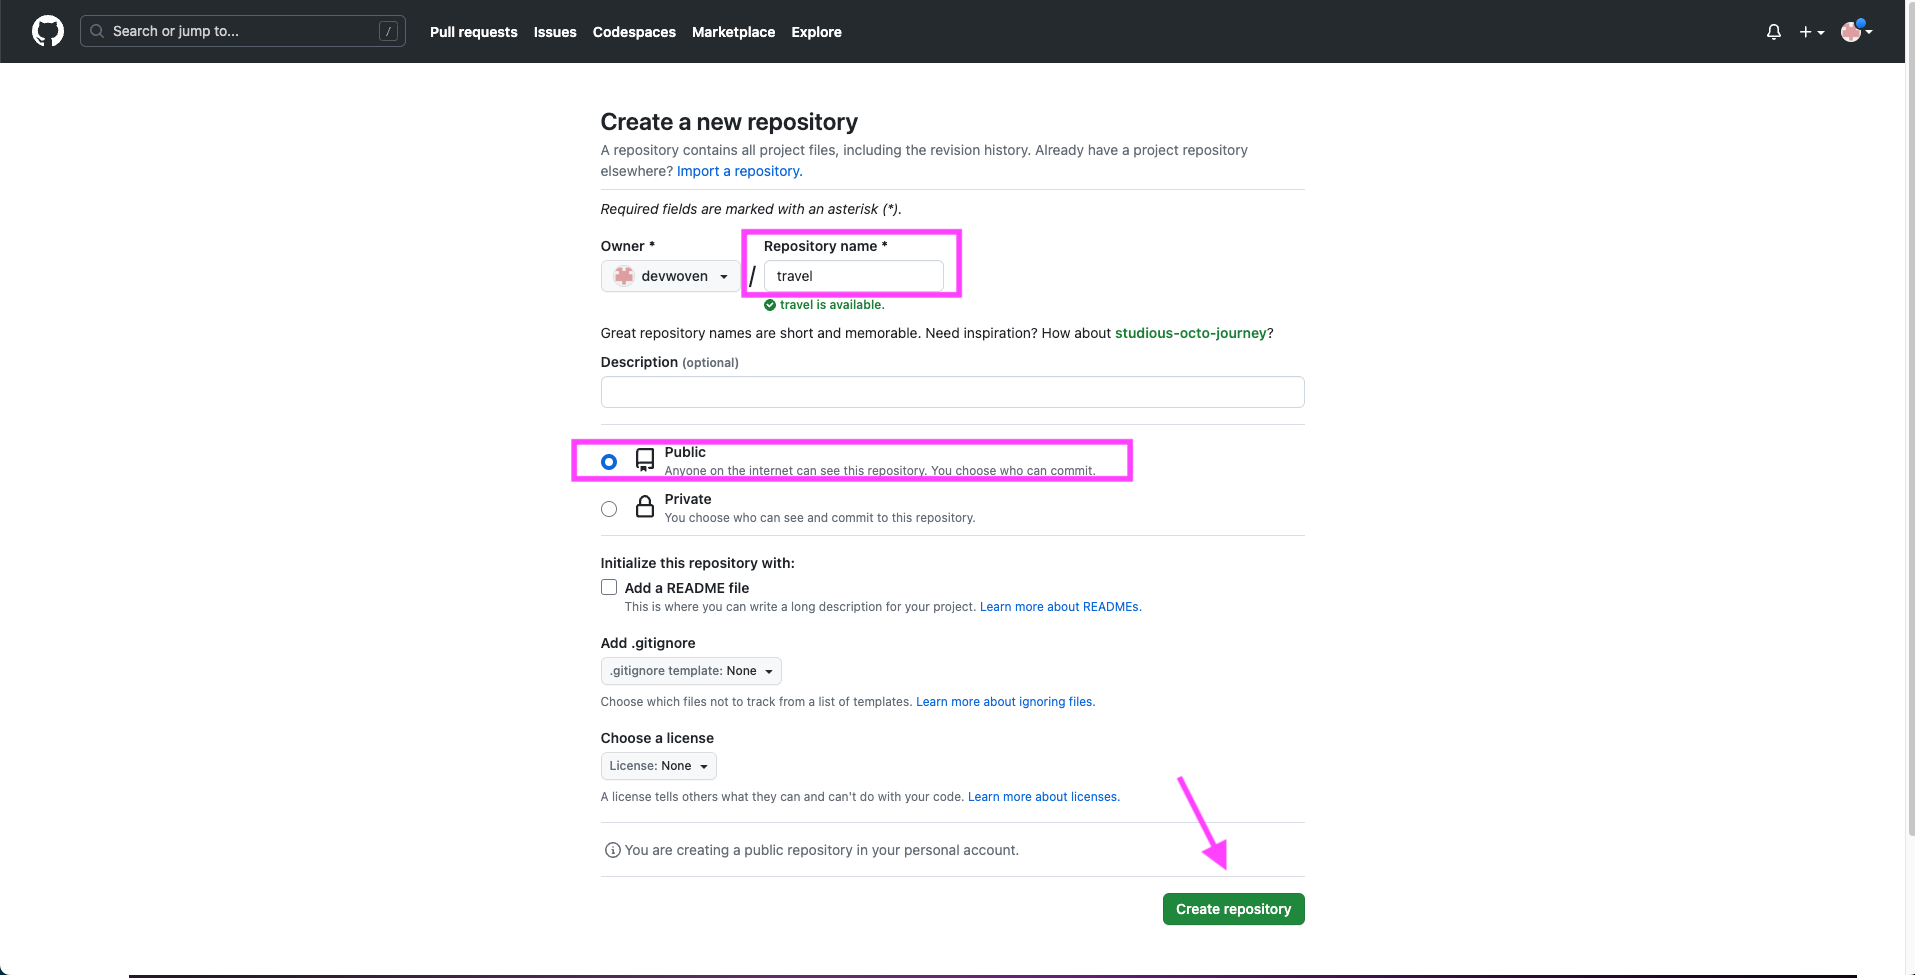 Search or jump to...
/
Pull requests
Issues
Codespaces
Marketplace
Explore
Create a new repository
A repository contains all project files, including the revision history. Already have a project repository
elsewhere? Import a repository.
Required fields are marked with an asterisk (*).
Owner *
Repository name *
devwoven
/
travel
travel is available.
Great repository names are short and memorable. Need inspiration? How about studious-octo-journey?
Description (optional)
Public
Anyone on the internet can see this repository. You choose who can commit.
Private
You choose who can see and commit to this repository.
Initialize this repository with:
Add a README file
This is where you can write a long description for your project. Learn more about READMEs.
Add .gitignore
.gitignore template: None
Choose which files not to track from a list of templates. Learn more about ignoring files.
Choose a license
License: None
A license tells others what they can and can't do with your code. Learn more about licenses.
You are creating a public repository in your personal account.
Create repository